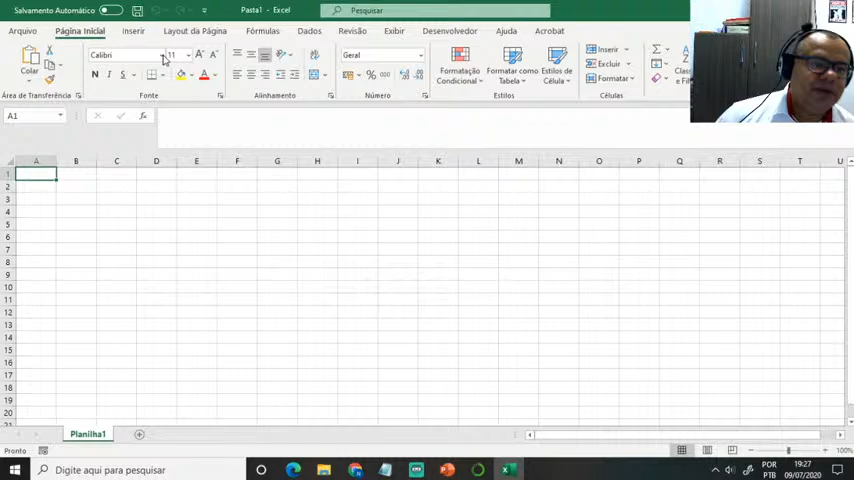 Salvamento Automático
Pasta1 - Excel
Pesquisar
Arquivo Página Inicial Inserir Layout da Página Fórmulas Dados Revisão Exibir Desenvolvedor Ajuda Acrobat
Calibri 11
Geral
Colar
N I S
Formatação Condicional
Formatar como Tabela
Estilos de Célula
Inserir
Excluir
Formatar
Área de Transferência Fonte Alinhamento Número Estilos Células
A1
A B C D E F G H I J K L M N O P Q R S T U
1
2
3
4
5
6
7
8
9
10
11
12
13
14
15
16
17
18
19
20
21
Planilha1
Pronto
100%
Digite aqui para pesquisar
POR 19:27
PTB 09/07/2020